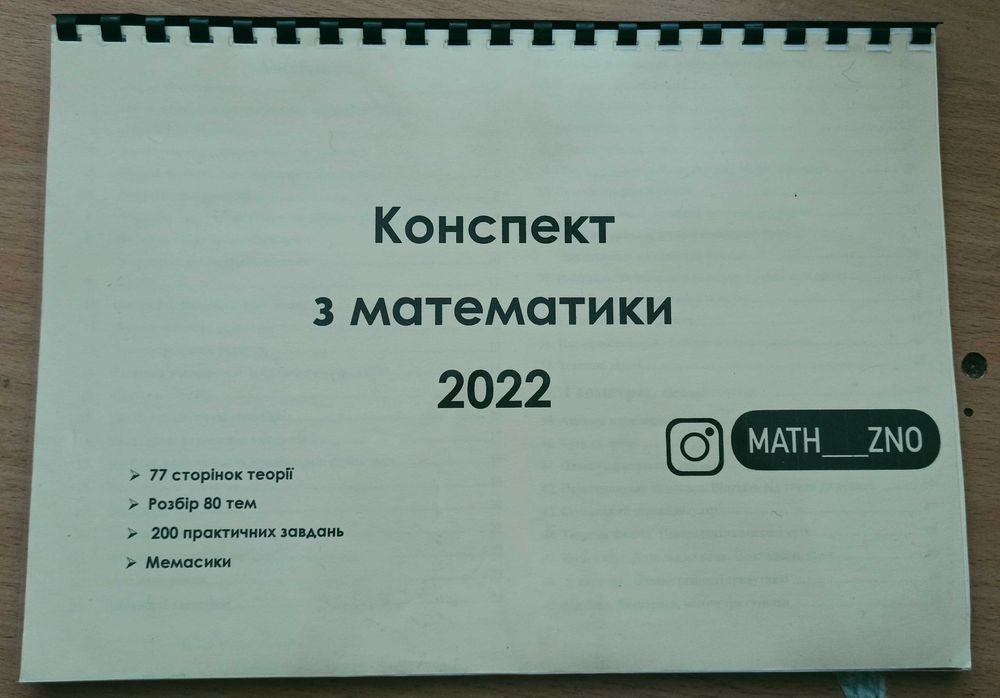 Конспект
з математики
2022
MATH___ZNO
➢ 77 сторінок теорії
➢ Розбір 80 тем
➢ 200 практичних завдань
➢ Мемасики